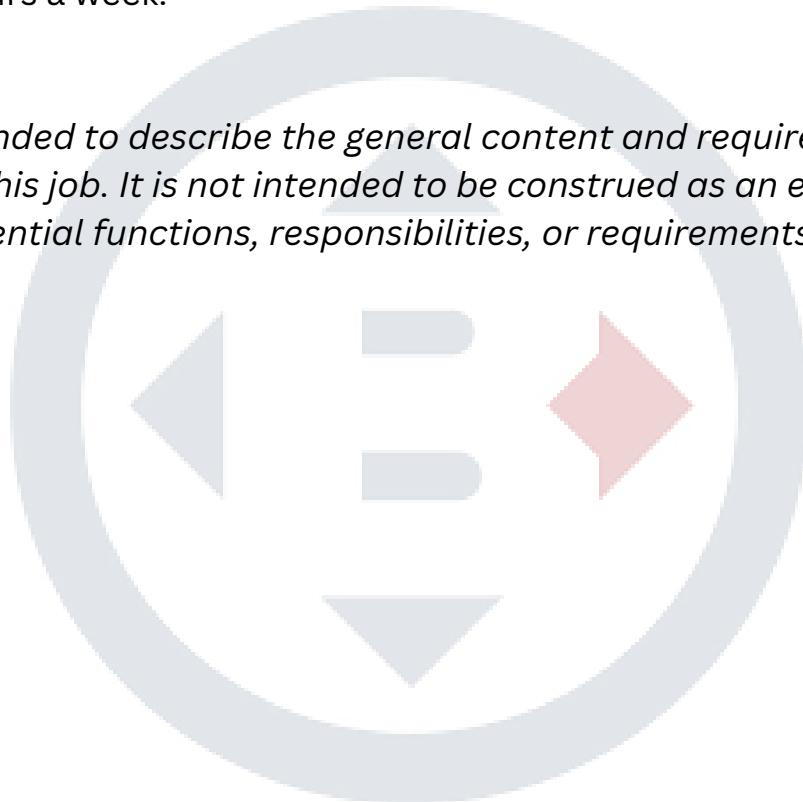 a week.
nded to describe the general content and require
his job. It is not intended to be construed as an e
ential functions, responsibilities, or requirements